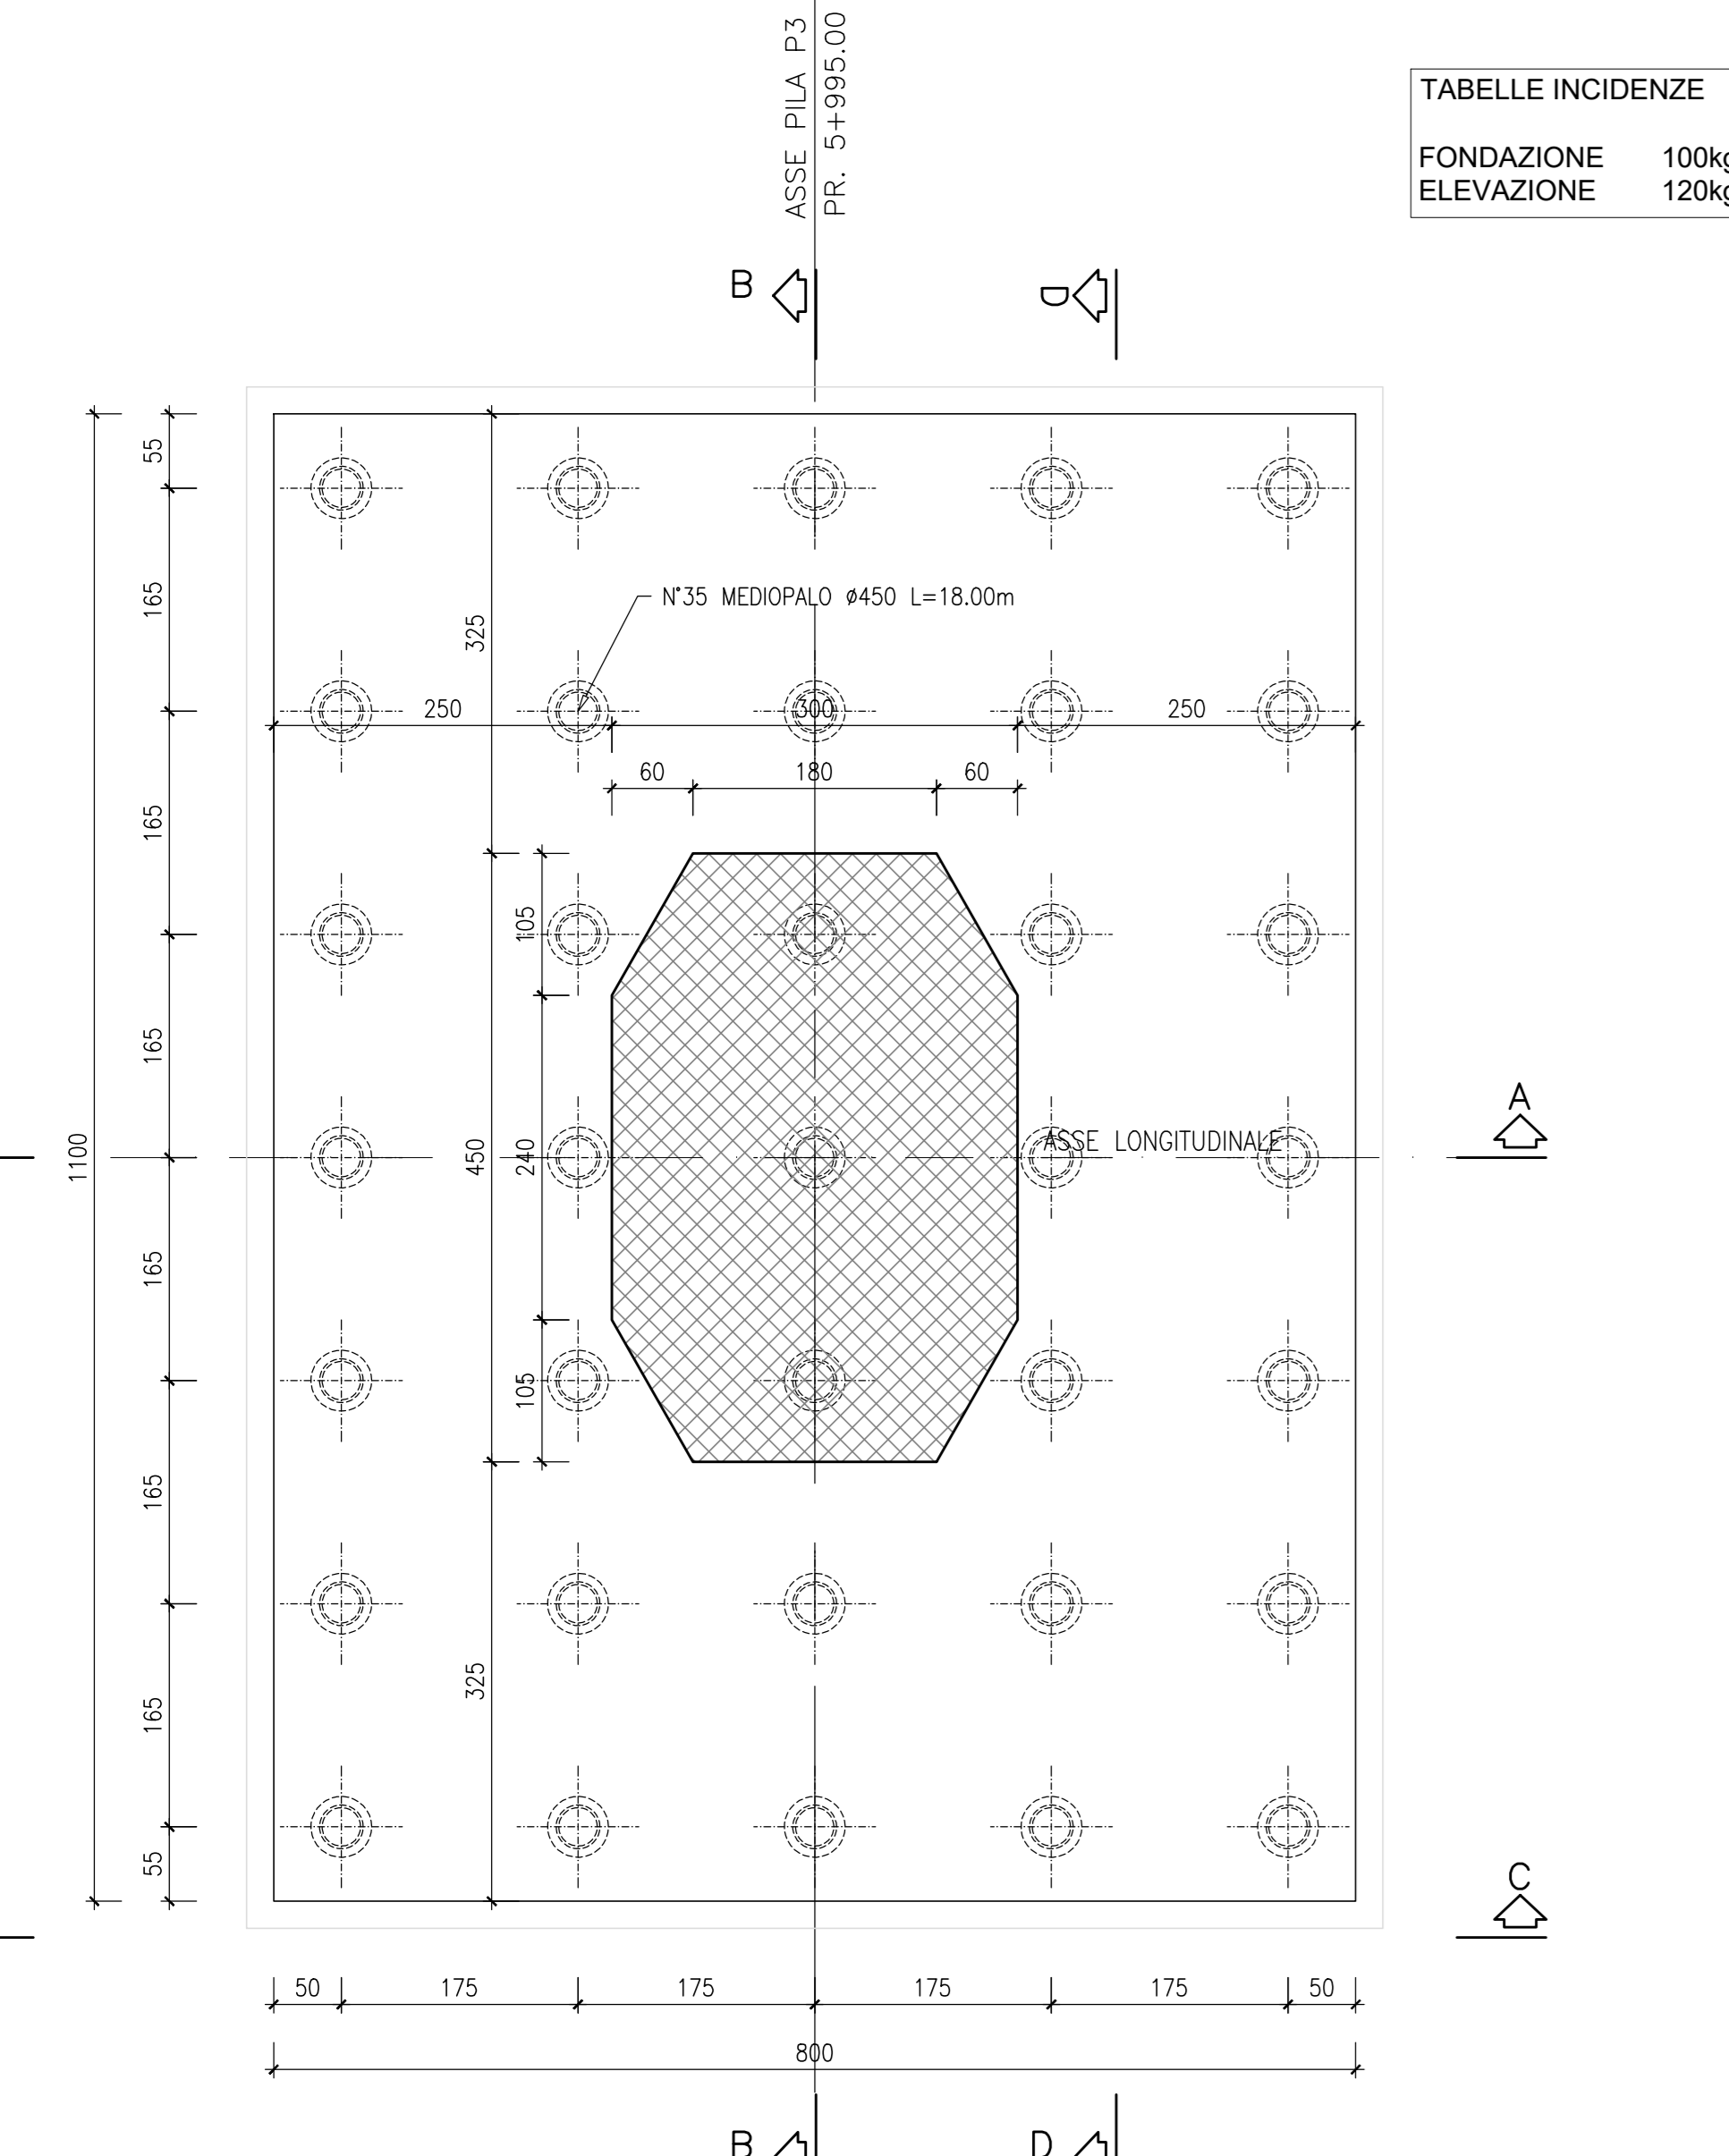 ASSE PILA P3
PR. 5+995.00
TABELLE INCIDENZE
FONDAZIONE 100kg
ELEVAZIONE 120kg
B
D
55
165
325
N°35 MEDIOPALO ø450 L=18.00m
250
300
250
60
180
60
165
105
165
1100
450
240
ASSE LONGITUDINALE
A
165
105
165
325
165
55
C
50
175
175
175
175
50
800
B
D